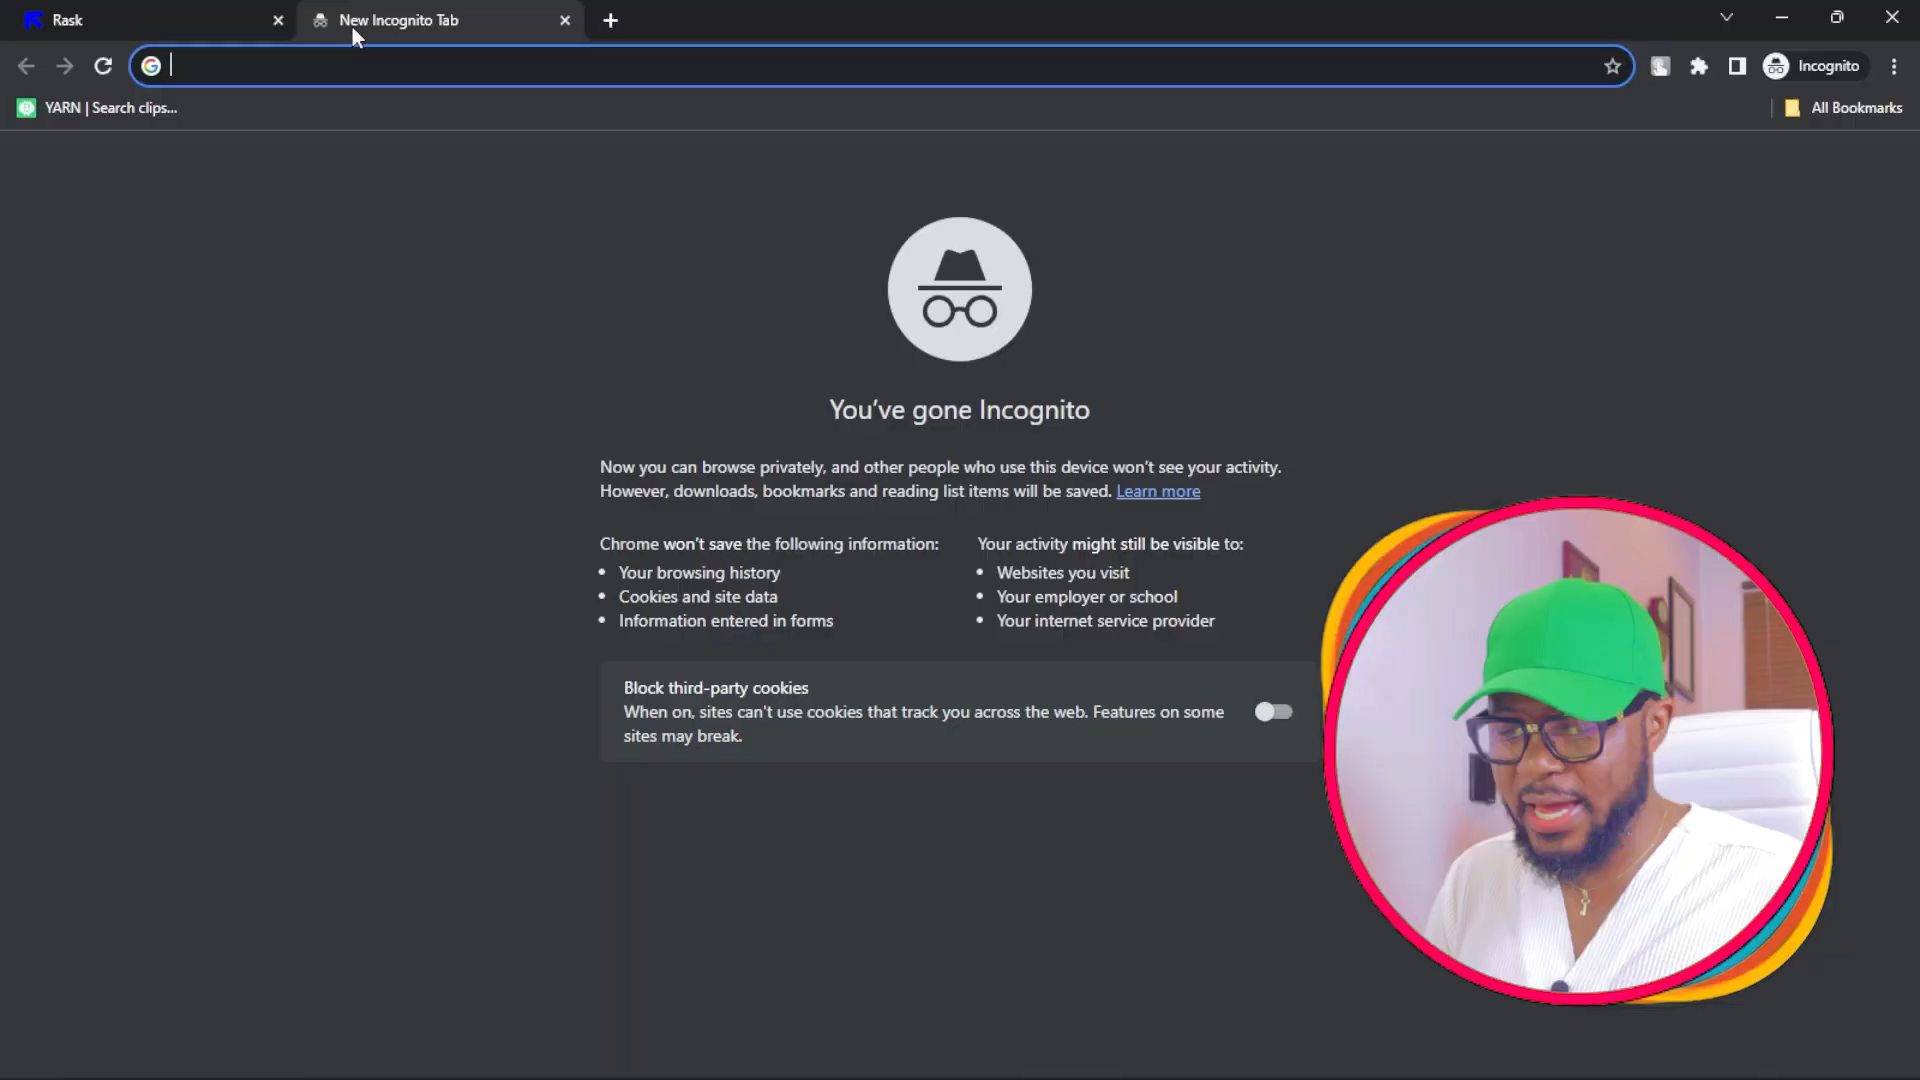 Rask
New Incognito Tab
Incognito
YARN | Search clips...
All Bookmarks
You've gone Incognito
Now you can browse privately, and other people who use this device won't see your activity.
However, downloads, bookmarks and reading list items will be saved. Learn more
Chrome won't save the following information:
Your browsing history
Cookies and site data
Information entered in forms
Your activity might still be visible to:
Websites you visit
Your employer or school
Your internet service provider
Block third-party cookies
When on, sites can't use cookies that track you across the web. Features on some
sites may break.